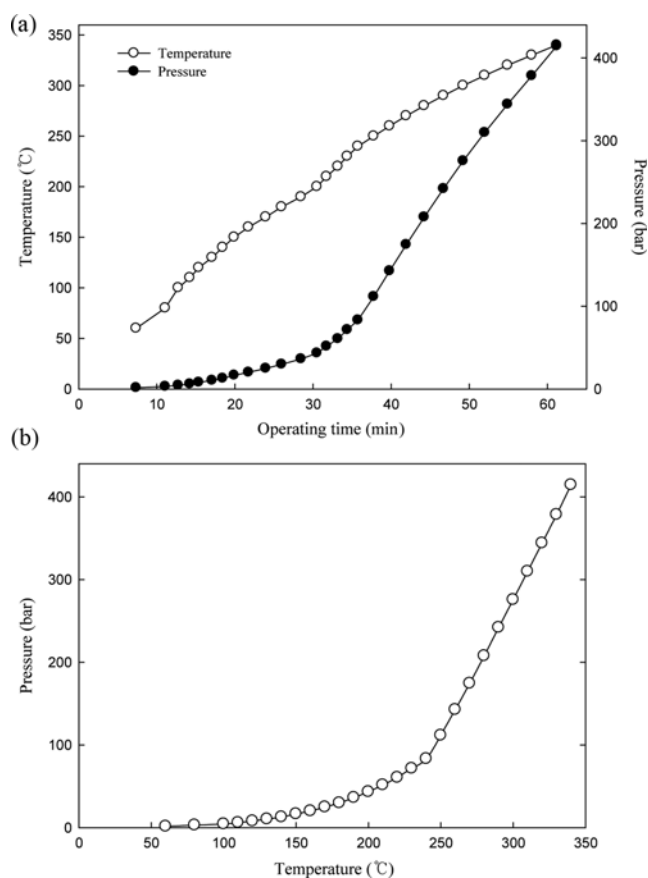 (a)
350
300
250
200
150
100
50
0
Temperature (℃)
Temperature
Pressure
400
300
200
100
0
Pressure (bar)
0 10 20 30 40 50 60
Operating time (min)
(b)
400
300
200
100
0
Pressure (bar)
0 50 100 150 200 250 300 350
Temperature (℃)